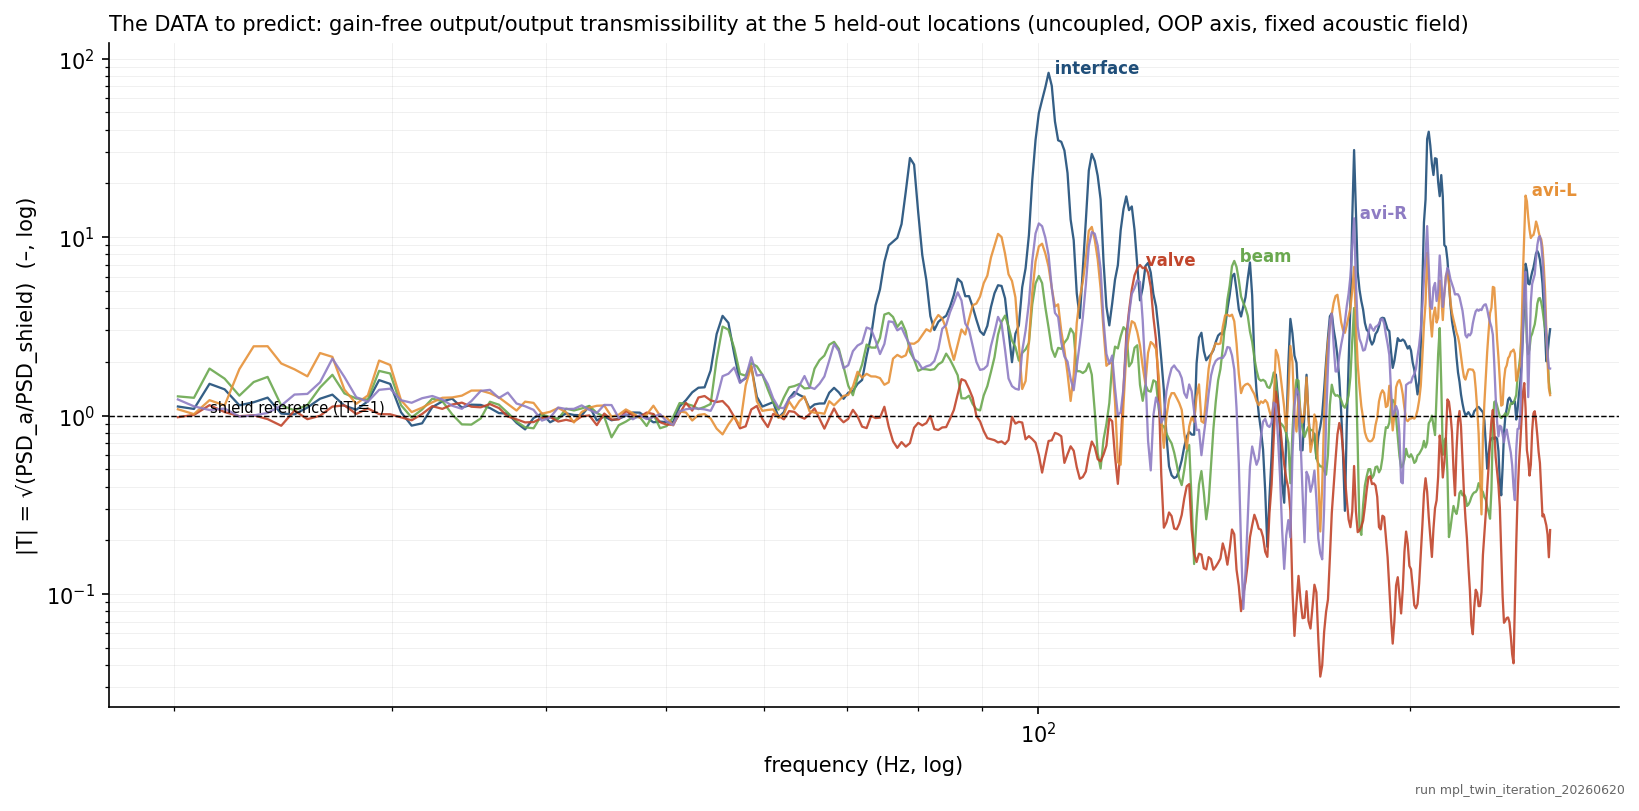 The DATA to predict: gain-free output/output transmissibility at the 5 held-out locations (uncoupled, OOP axis, fixed acoustic field)
|T| = √(PSD_a/PSD_shield) (–, log)
10²
10¹
10⁰
10⁻¹
interface
avi-L
avi-R
beam
valve
shield reference (|T|=1)
10²
frequency (Hz, log)
run mpl_twin_iteration_20260620